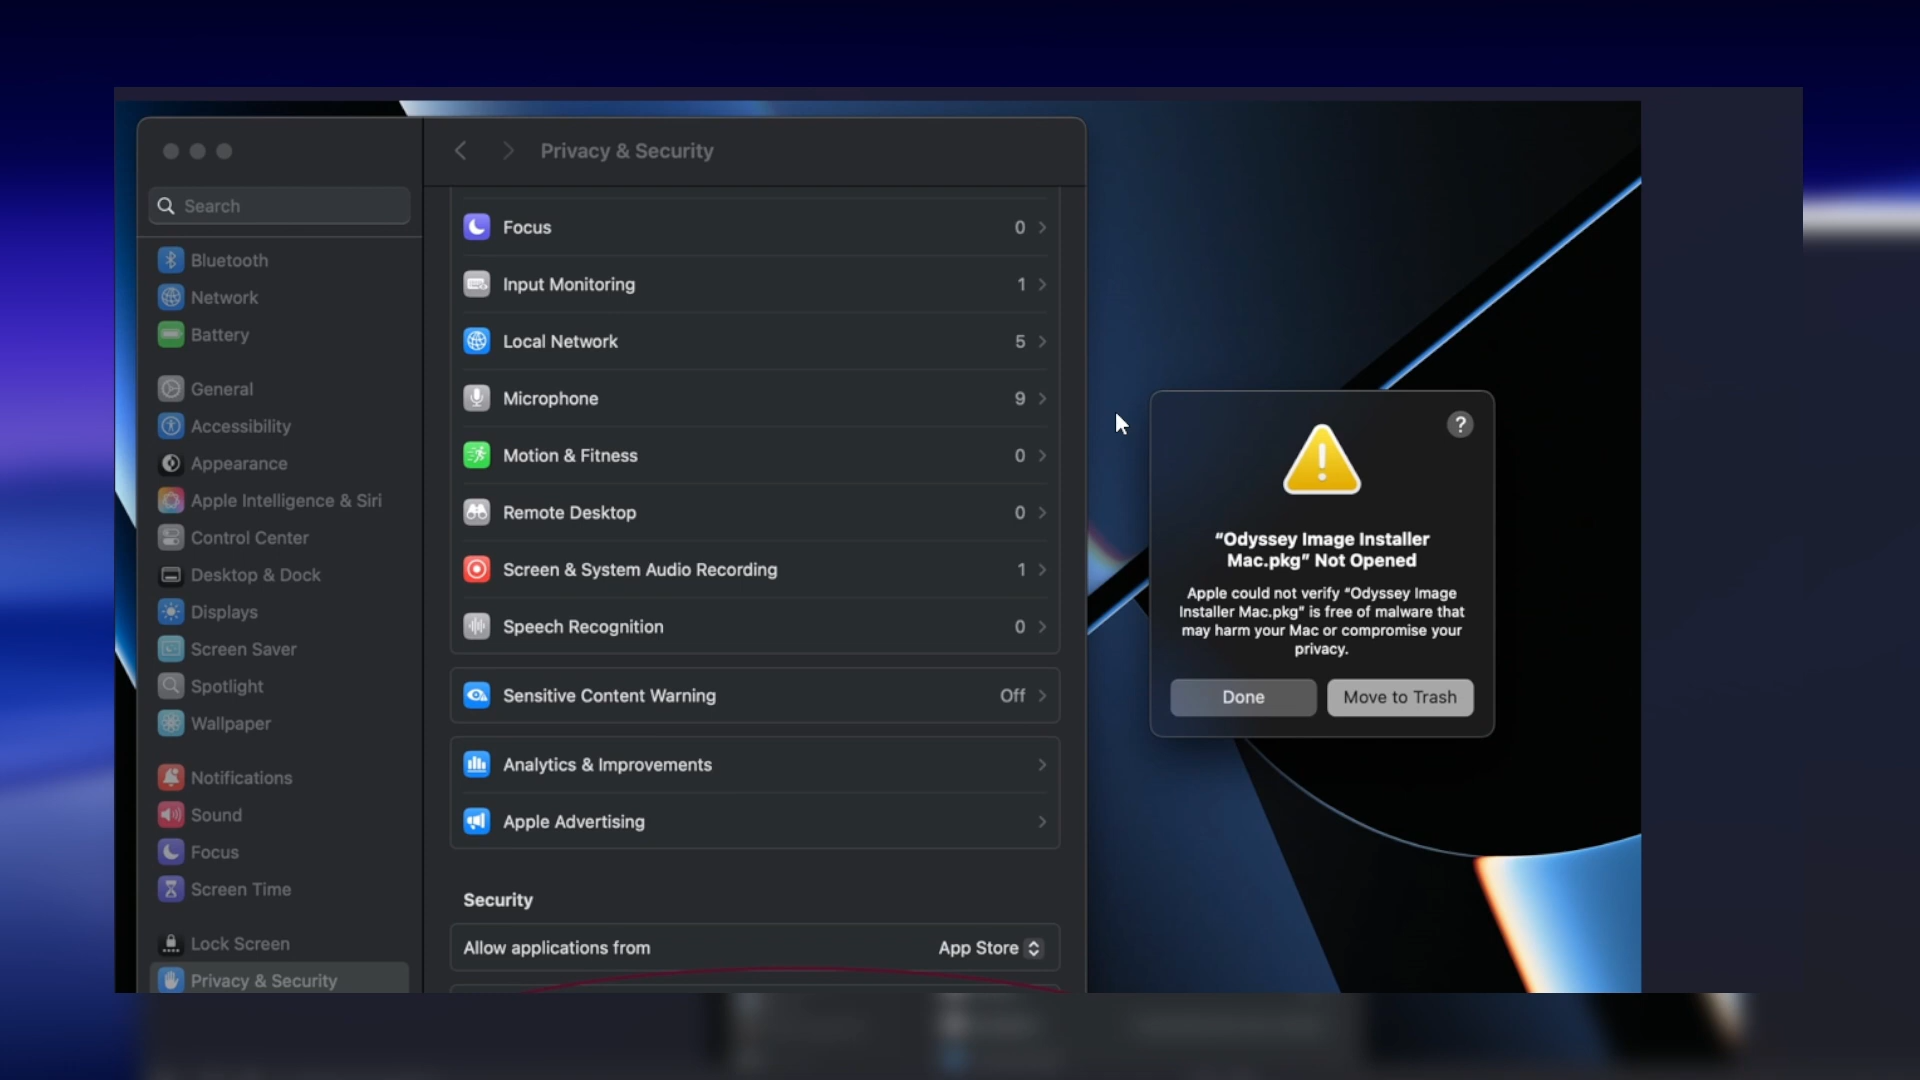 Privacy & Security
Search
Bluetooth
Network
Battery
General
Accessibility
Appearance
Apple Intelligence & Siri
Control Center
Desktop & Dock
Displays
Screen Saver
Spotlight
Wallpaper
Notifications
Sound
Focus
Screen Time
Lock Screen
Privacy & Security
Focus 0
Input Monitoring 1
Local Network 5
Microphone 9
Motion & Fitness 0
Remote Desktop 0
Screen & System Audio Recording 1
Speech Recognition 0
Sensitive Content Warning Off
Analytics & Improvements
Apple Advertising
Security
Allow applications from App Store
?
“Odyssey Image Installer
Mac.pkg” Not Opened
Apple could not verify “Odyssey Image
Installer Mac.pkg” is free of malware that
may harm your Mac or compromise your
privacy.
Done Move to Trash